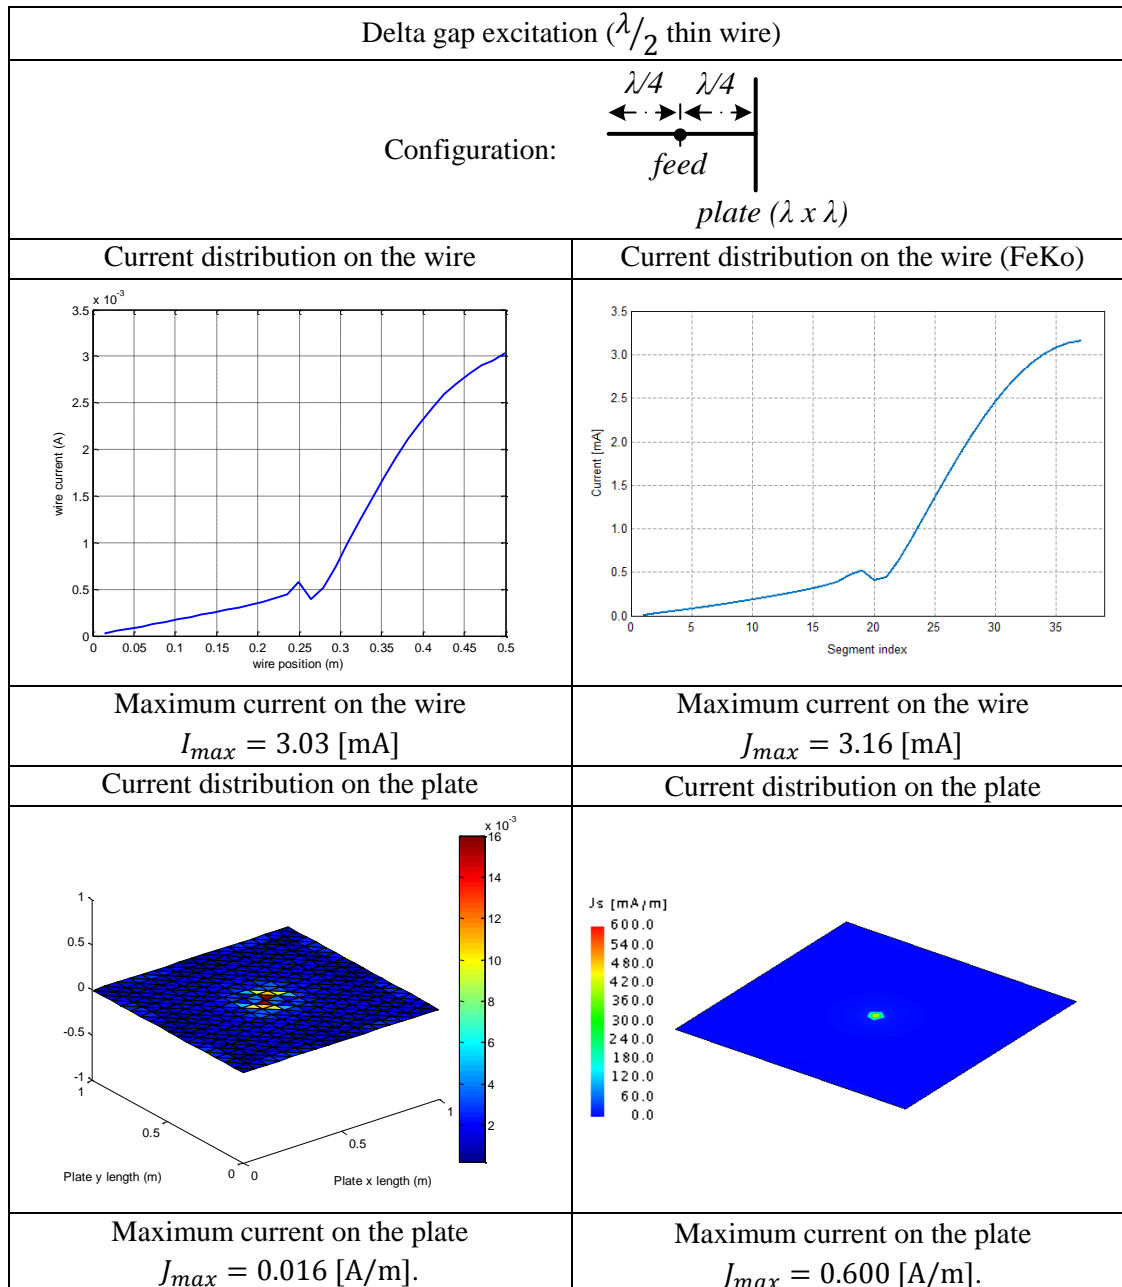 Delta gap excitation (λ/2 thin wire)
λ/4 λ/4
Configuration:
feed
plate (λ x λ)
Current distribution on the wire
Current distribution on the wire (FeKo)
x 10-3
3.5
3
2.5
2
1.5
1
0.5
0
wire current (A)
0 0.05 0.1 0.15 0.2 0.25 0.3 0.35 0.4 0.45 0.5
wire position (m)
3.5
3.0
2.5
2.0
1.5
1.0
0.5
0.0
Current [mA]
0 5 10 15 20 25 30 35
Segment index
Maximum current on the wire
Imax = 3.03 [mA]
Maximum current on the wire
Jmax = 3.16 [mA]
Current distribution on the plate
Current distribution on the plate
x 10-3
16
14
12
10
8
6
4
2
1
0.5
0
-0.5
-1
1
0.5
0
0
0.5
1
Plate y length (m)
Plate x length (m)
Js [mA/m]
600.0
540.0
480.0
420.0
360.0
300.0
240.0
180.0
120.0
60.0
0.0
Maximum current on the plate
Jmax = 0.016 [A/m].
Maximum current on the plate
Jmax = 0.600 [A/m].